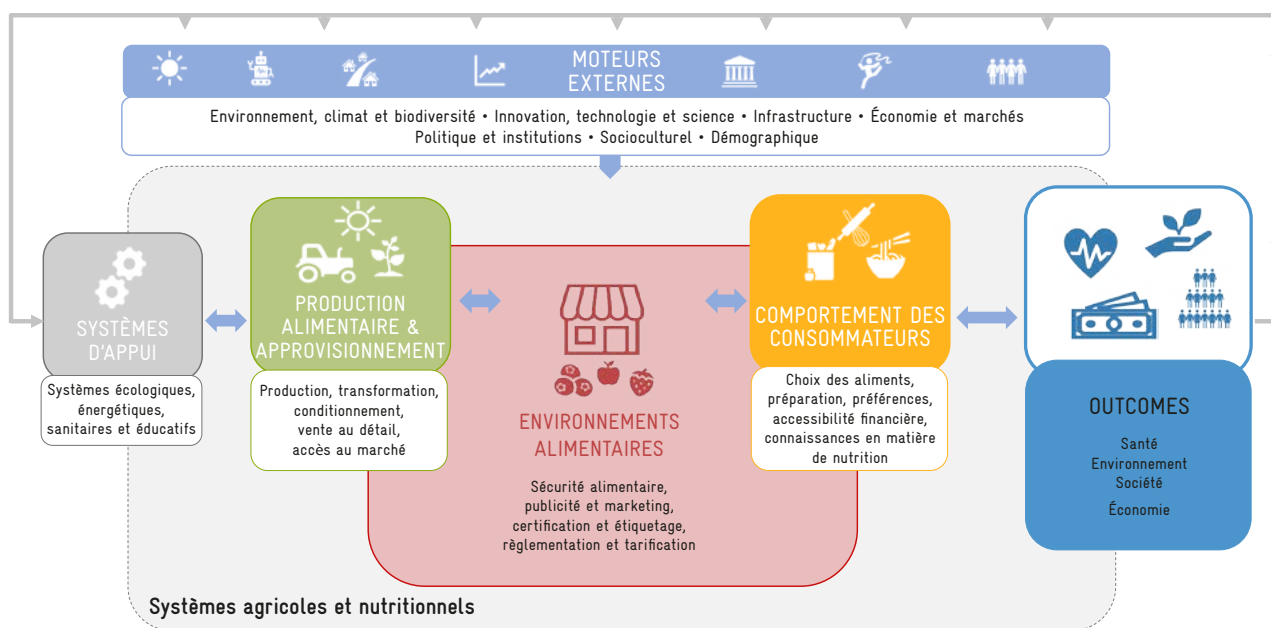 MOTEURS
EXTERNES
Environnement, climat et biodiversité • Innovation, technologie et science • Infrastructure • Économie et marchés
Politique et institutions • Socioculturel • Démographique
SYSTÈMES
D'APPUI
Systèmes écologiques,
énergétiques,
sanitaires et éducatifs
PRODUCTION
ALIMENTAIRE &
APPROVISIONNEMENT
Production, transformation,
conditionnement,
vente au détail,
accès au marché
ENVIRONNEMENTS
ALIMENTAIRES
Sécurité alimentaire,
publicité et marketing,
certification et étiquetage,
règlementation et tarification
COMPORTEMENT DES
CONSOMMATEURS
Choix des aliments,
préparation, préférences,
accessibilité financière,
connaissances en matière
de nutrition
OUTCOMES
Santé
Environnement
Société
Économie
Systèmes agricoles et nutritionnels